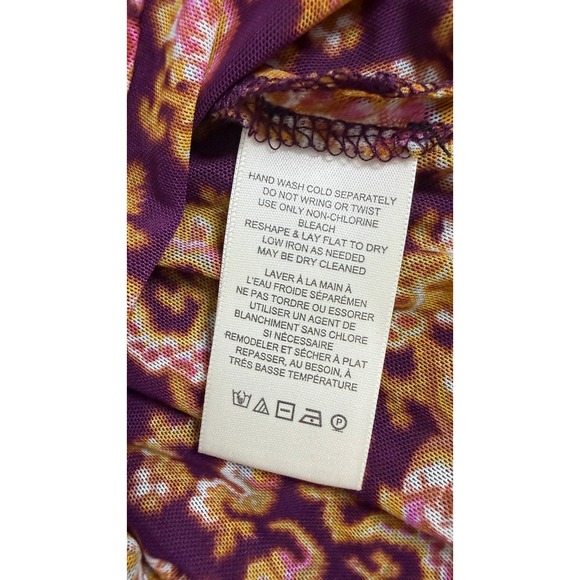 HAND WASH COLD SEPARATELY
DO NOT WRING OR TWIST
USE ONLY NON-CHLORINE
BLEACH
RESHAPE & LAY FLAT TO DRY
LOW IRON AS NEEDED
MAY BE DRY CLEANED
LAVER À LA MAIN À
L'EAU FROIDE SÉPARÉMEN
NE PAS TORDRE OU ESSORER
UTILISER UN AGENT DE
BLANCHIMENT SANS CHLORE
SI NÉCESSAIRE
REMODELER ET SÉCHER À PLAT
REPASSER, AU BESOIN, À
TRÉS BASSE TEMPÉRATURE
P